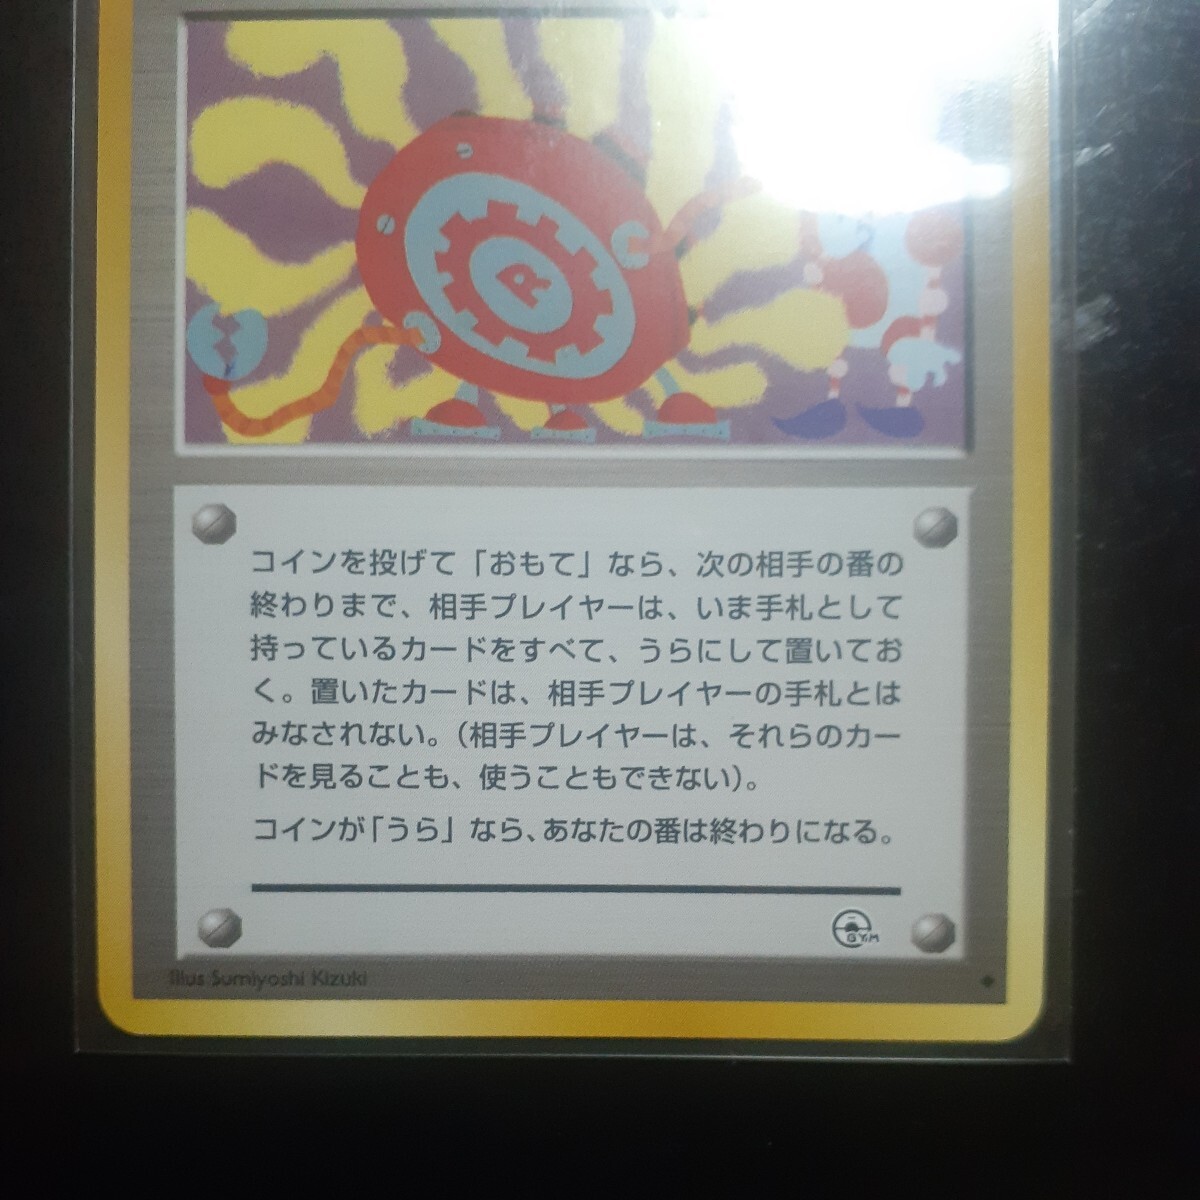 R
コインを投げて「おもて」なら、次の相手の番の
終わりまで、相手プレイヤーは、いま手札として
持っているカードをすべて、うらにして置いてお
く。置いたカードは、相手プレイヤーの手札とは
みなされない。（相手プレイヤーは、それらのカー
ドを見ることも、使うこともできない）。
コインが「うら」なら、あなたの番は終わりになる。
GYM
Illus Sumiyoshi Kizuki